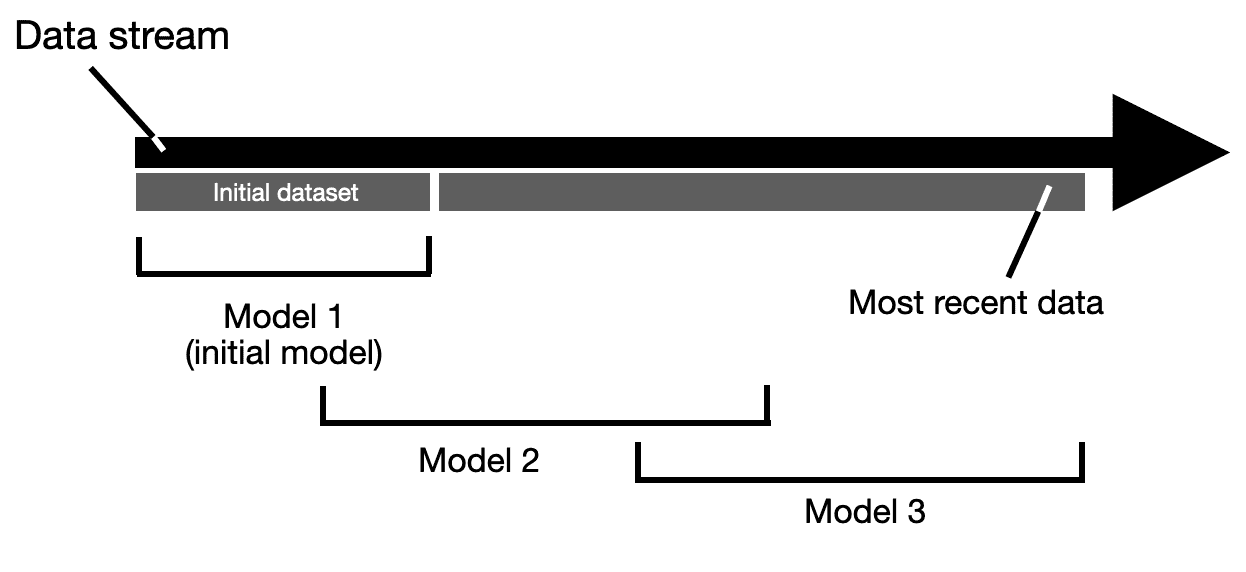 Data stream
Initial dataset
Most recent data
Model 1
(initial model)
Model 2
Model 3